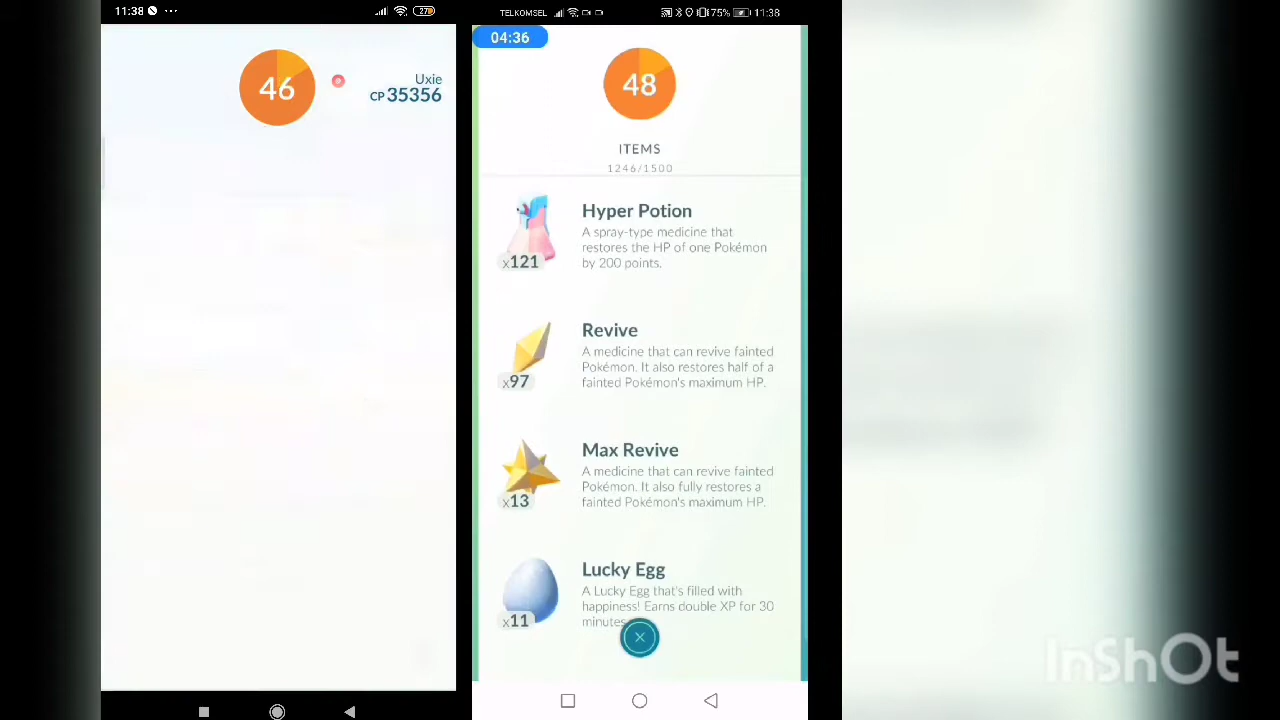 11:38
27
46
Uxie
CP 35356
TELKOMSEL
75%
11:38
04:36
48
ITEMS
1246/1500
Hyper Potion
A spray-type medicine that
restores the HP of one Pokémon
by 200 points.
x121
Revive
A medicine that can revive fainted
Pokémon. It also restores half of a
fainted Pokémon's maximum HP.
x97
Max Revive
A medicine that can revive fainted
Pokémon. It also fully restores a
fainted Pokémon's maximum HP.
x13
Lucky Egg
A Lucky Egg that's filled with
happiness! Earns double XP for 30
minutes
x11
InShOt